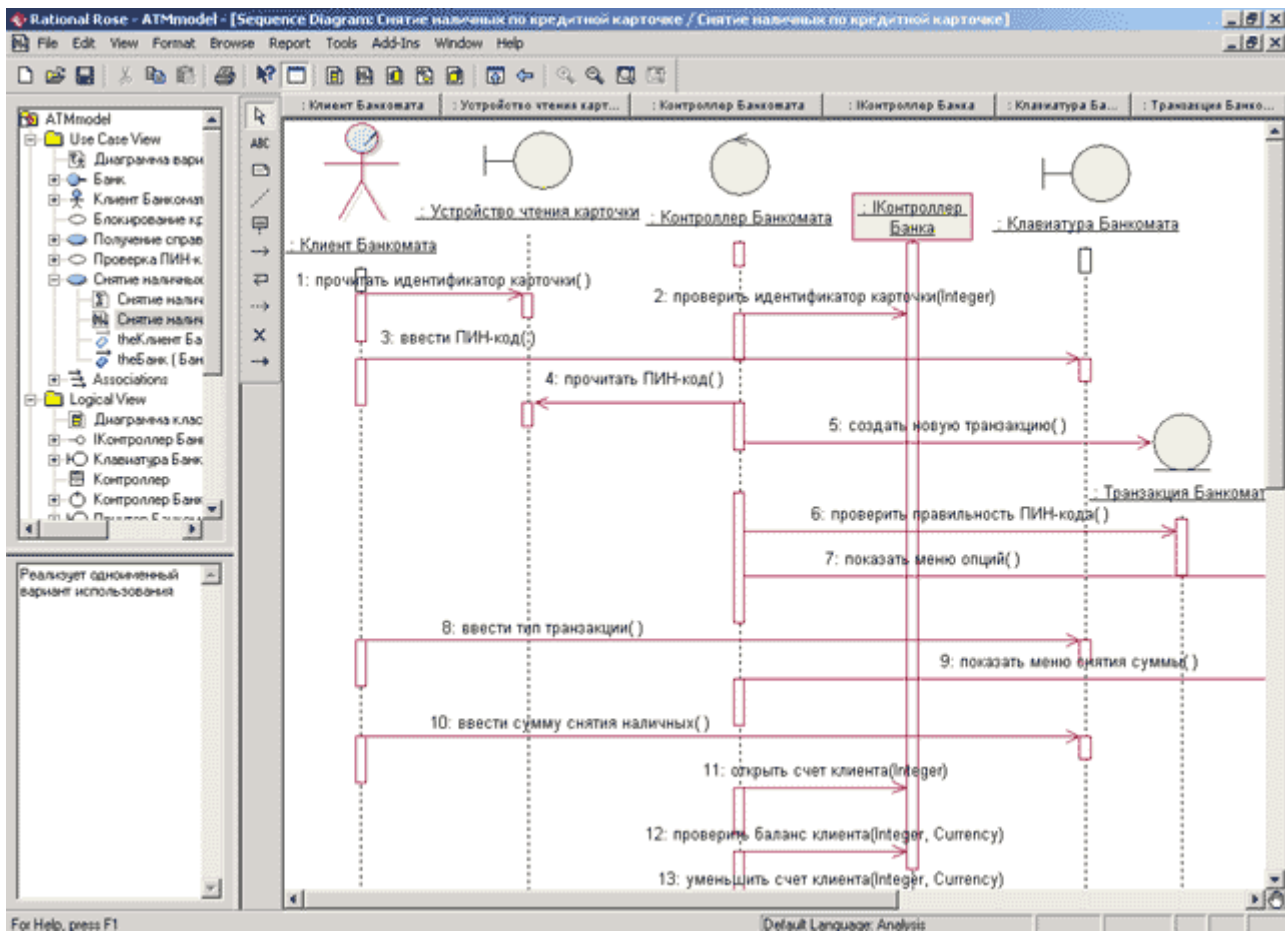 Rational Rose - ATMmodel - [Sequence Diagram: Снятие наличных по кредитной карточке / Снятие наличных по кредитной карточке]
File Edit View Format Browse Report Tools Add-Ins Window Help
: Клиент Банкомата : Устройство чтения карт... : Контроллер Банкомата : IКонтроллер Банка : Клавиатура Ба... : Транзакция Банко...
ATMmodel
Use Case View
Диаграмма вари
Банк
Клиент Банкомат
Блокирование кр
Получение справ
Проверка ПИН-к
Снятие наличных
Снятие налич
Снятие налич
theКлиент Ба
theБанк ( Бан
Associations
Logical View
Диаграмма клас
IКонтроллер Бан
Клавиатура Банк
Контроллер
Контроллер Банк
Реализует одноименный
вариант использования
ABC
: Клиент Банкомата
: Устройство чтения карточки
: Контроллер Банкомата
: IКонтроллер
Банка
: Клавиатура Банкомата
1: прочитать идентификатор карточки( )
2: проверить идентификатор карточки(Integer)
3: ввести ПИН-код( )
4: прочитать ПИН-код( )
5: создать новую транзакцию( )
: Транзакция Банкомат
6: проверить правильность ПИН-кода( )
7: показать меню опций( )
8: ввести тип транзакции( )
9: показать меню снятия суммы( )
10: ввести сумму снятия наличных( )
11: открыть счет клиента(Integer)
12: проверить баланс клиента(Integer, Currency)
13: уменьшить счет клиента(Integer, Currency)
For Help, press F1
Default Language: Analysis